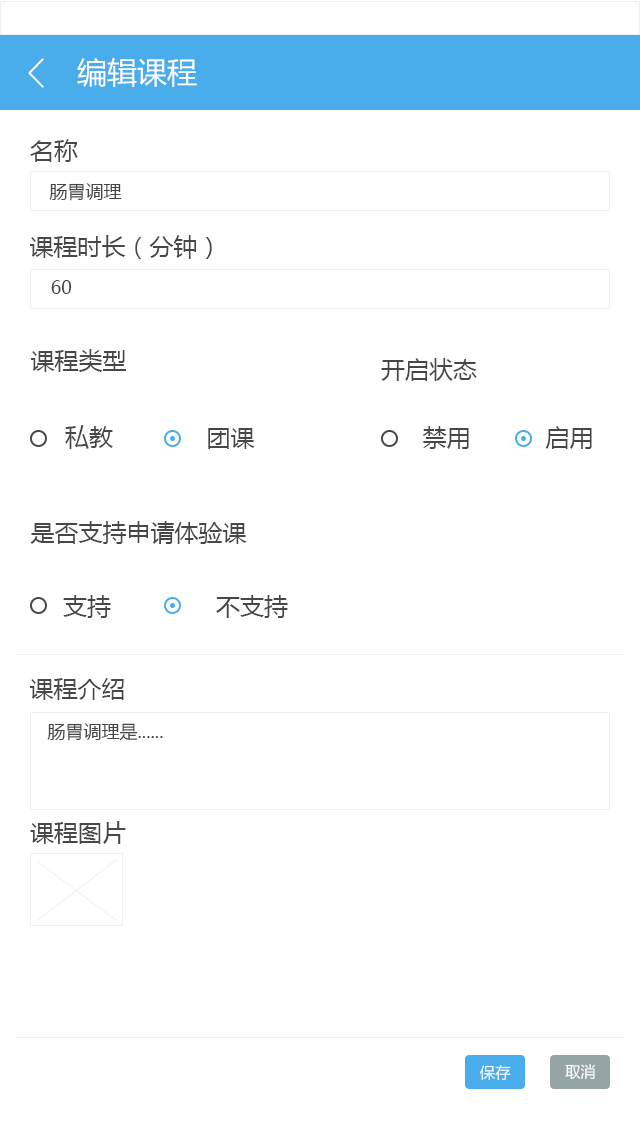 编辑课程
名称
肠胃调理
课程时长（分钟）
60
课程类型
开启状态
私教 团课 禁用 启用
是否支持申请体验课
支持 不支持
课程介绍
肠胃调理是......
课程图片
保存 取消